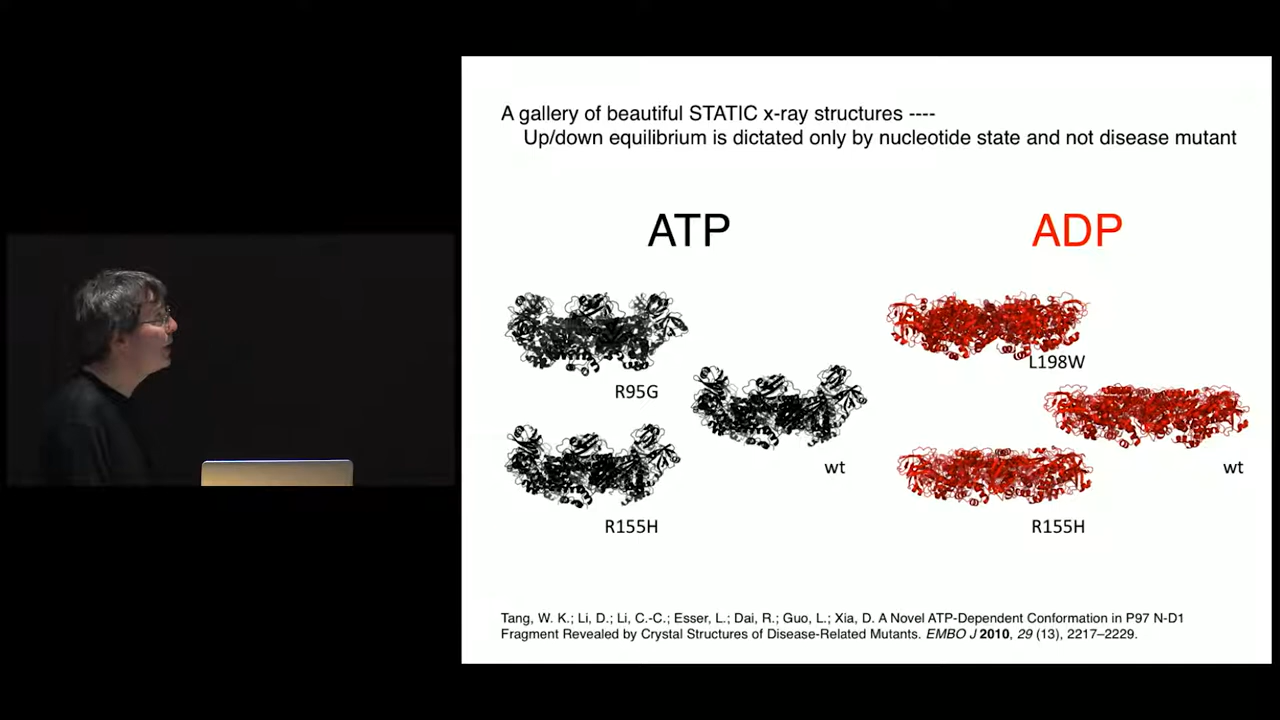 A gallery of beautiful STATIC x-ray structures ----
Up/down equilibrium is dictated only by nucleotide state and not disease mutant
ATP
ADP
R95G
wt
R155H
L198W
wt
R155H
Tang, W. K.; Li, D.; Li, C.-C.; Esser, L.; Dai, R.; Guo, L.; Xia, D. A Novel ATP-Dependent Conformation in P97 N-D1
Fragment Revealed by Crystal Structures of Disease-Related Mutants. EMBO J 2010, 29 (13), 2217–2229.